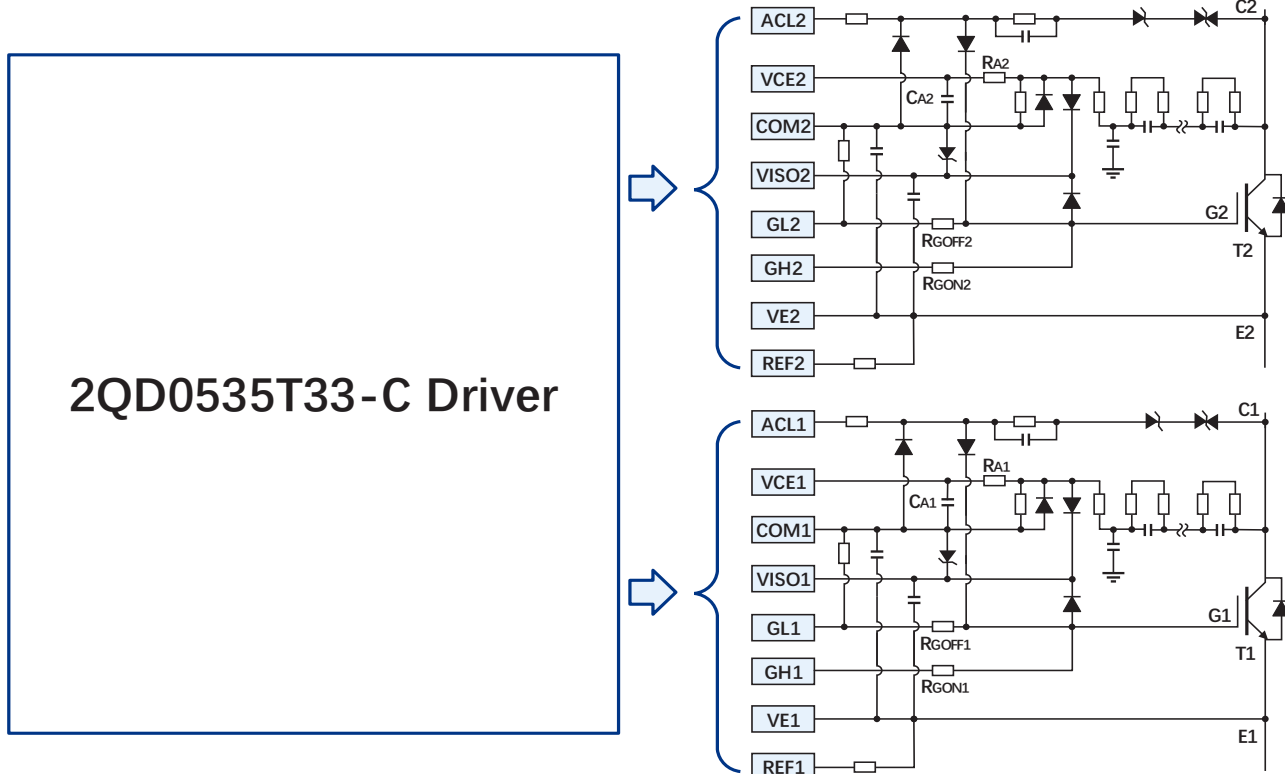 2QD0535T33-C Driver
ACL2
C2
VCE2
RA2
CA2
COM2
VISO2
GL2
G2
RGOFF2
T2
GH2
RGON2
VE2
E2
REF2
ACL1
C1
VCE1
RA1
CA1
COM1
VISO1
GL1
G1
RGOFF1
T1
GH1
RGON1
VE1
E1
REF1